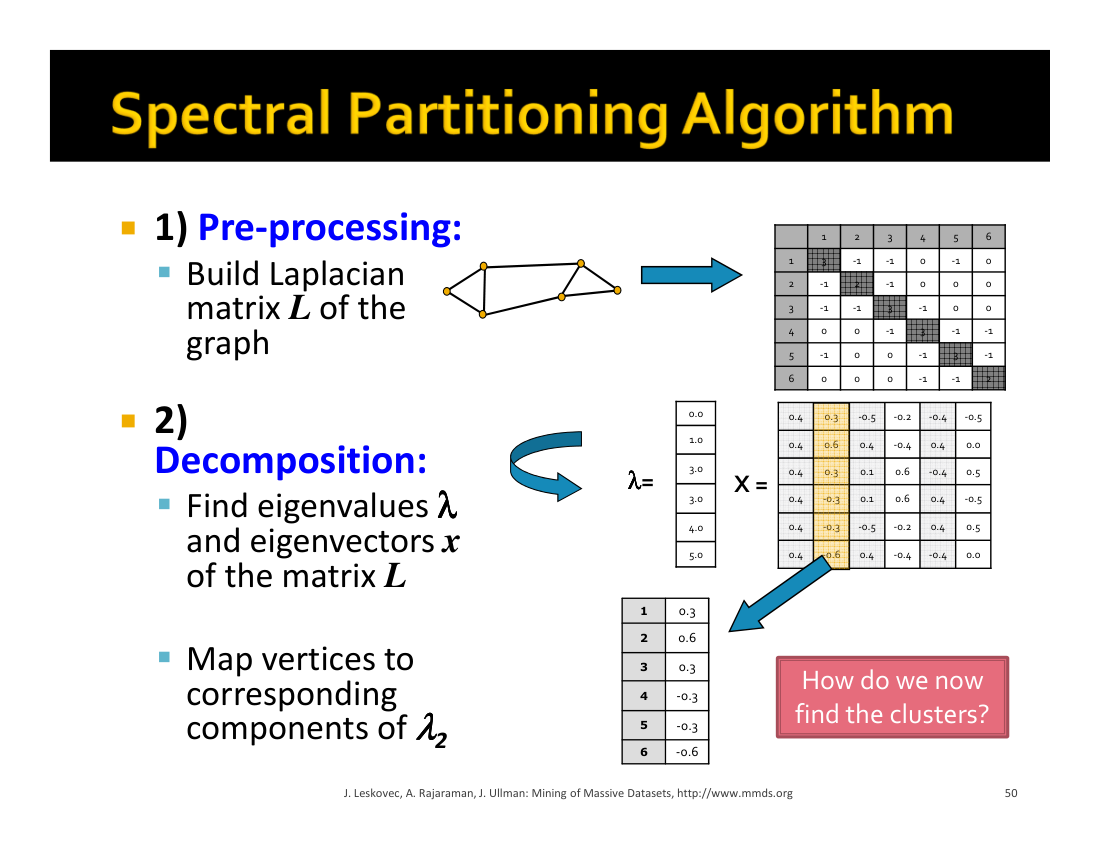 Spectral Partitioning Algorithm
1) Pre-processing:
Build Laplacian
matrix L of the
graph
1 2 3 4 5 6
1 3 -1 -1 0 -1 0
2 -1 2 -1 0 0 0
3 -1 -1 3 -1 0 0
4 0 0 -1 3 -1 -1
5 -1 0 0 -1 3 -1
6 0 0 0 -1 -1 2
2)
Decomposition:
Find eigenvalues λ
and eigenvectors x
of the matrix L
λ=
0.0
1.0
3.0
3.0
4.0
5.0
X =
0.4 0.3 -0.5 -0.2 -0.4 -0.5
0.4 0.6 0.4 -0.4 0.4 0.0
0.4 0.3 0.1 0.6 -0.4 0.5
0.4 -0.3 0.1 0.6 0.4 -0.5
0.4 -0.3 -0.5 -0.2 0.4 0.5
0.4 -0.6 0.4 -0.4 -0.4 0.0
Map vertices to
corresponding
components of λ2
1 0.3
2 0.6
3 0.3
4 -0.3
5 -0.3
6 -0.6
How do we now
find the clusters?
J. Leskovec, A. Rajaraman, J. Ullman: Mining of Massive Datasets, http://www.mmds.org
50